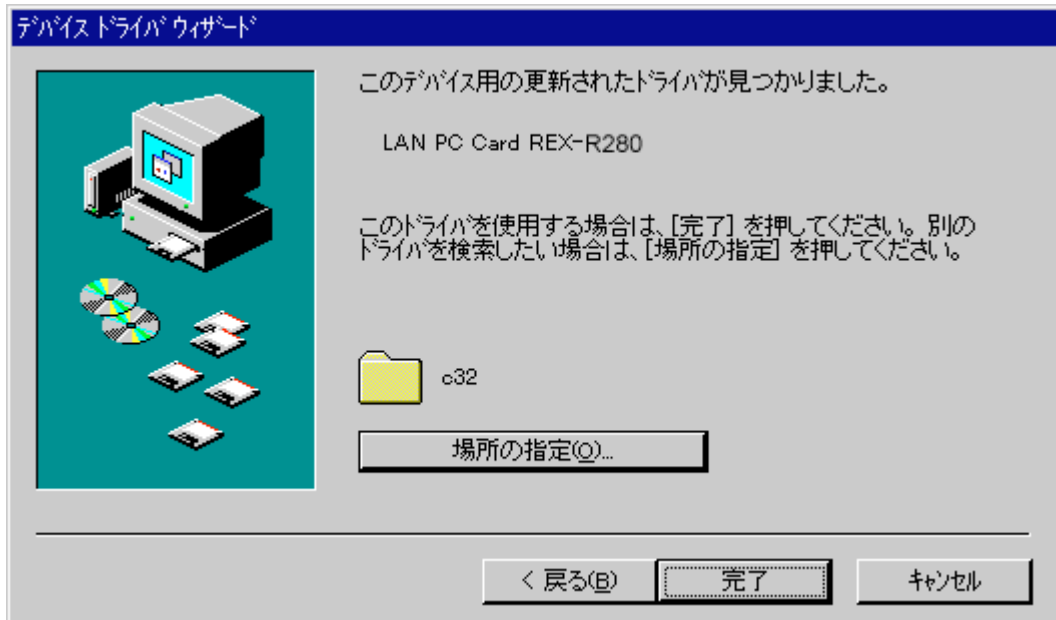 ﾃﾞﾊﾞｲｽ ﾄﾞﾗｲﾊﾞ ｳｨｻﾞｰﾄﾞ
このﾃﾞﾊﾞｲｽ用の更新されたﾄﾞﾗｲﾊﾞが見つかりました。
LAN PC Card REX-R280
このﾄﾞﾗｲﾊﾞを使用する場合は、[完了] を押してください。別の
ﾄﾞﾗｲﾊﾞを検索したい場合は、[場所の指定] を押してください。
c32
場所の指定(O)...
< 戻る(B)
完了
ｷｬﾝｾﾙ